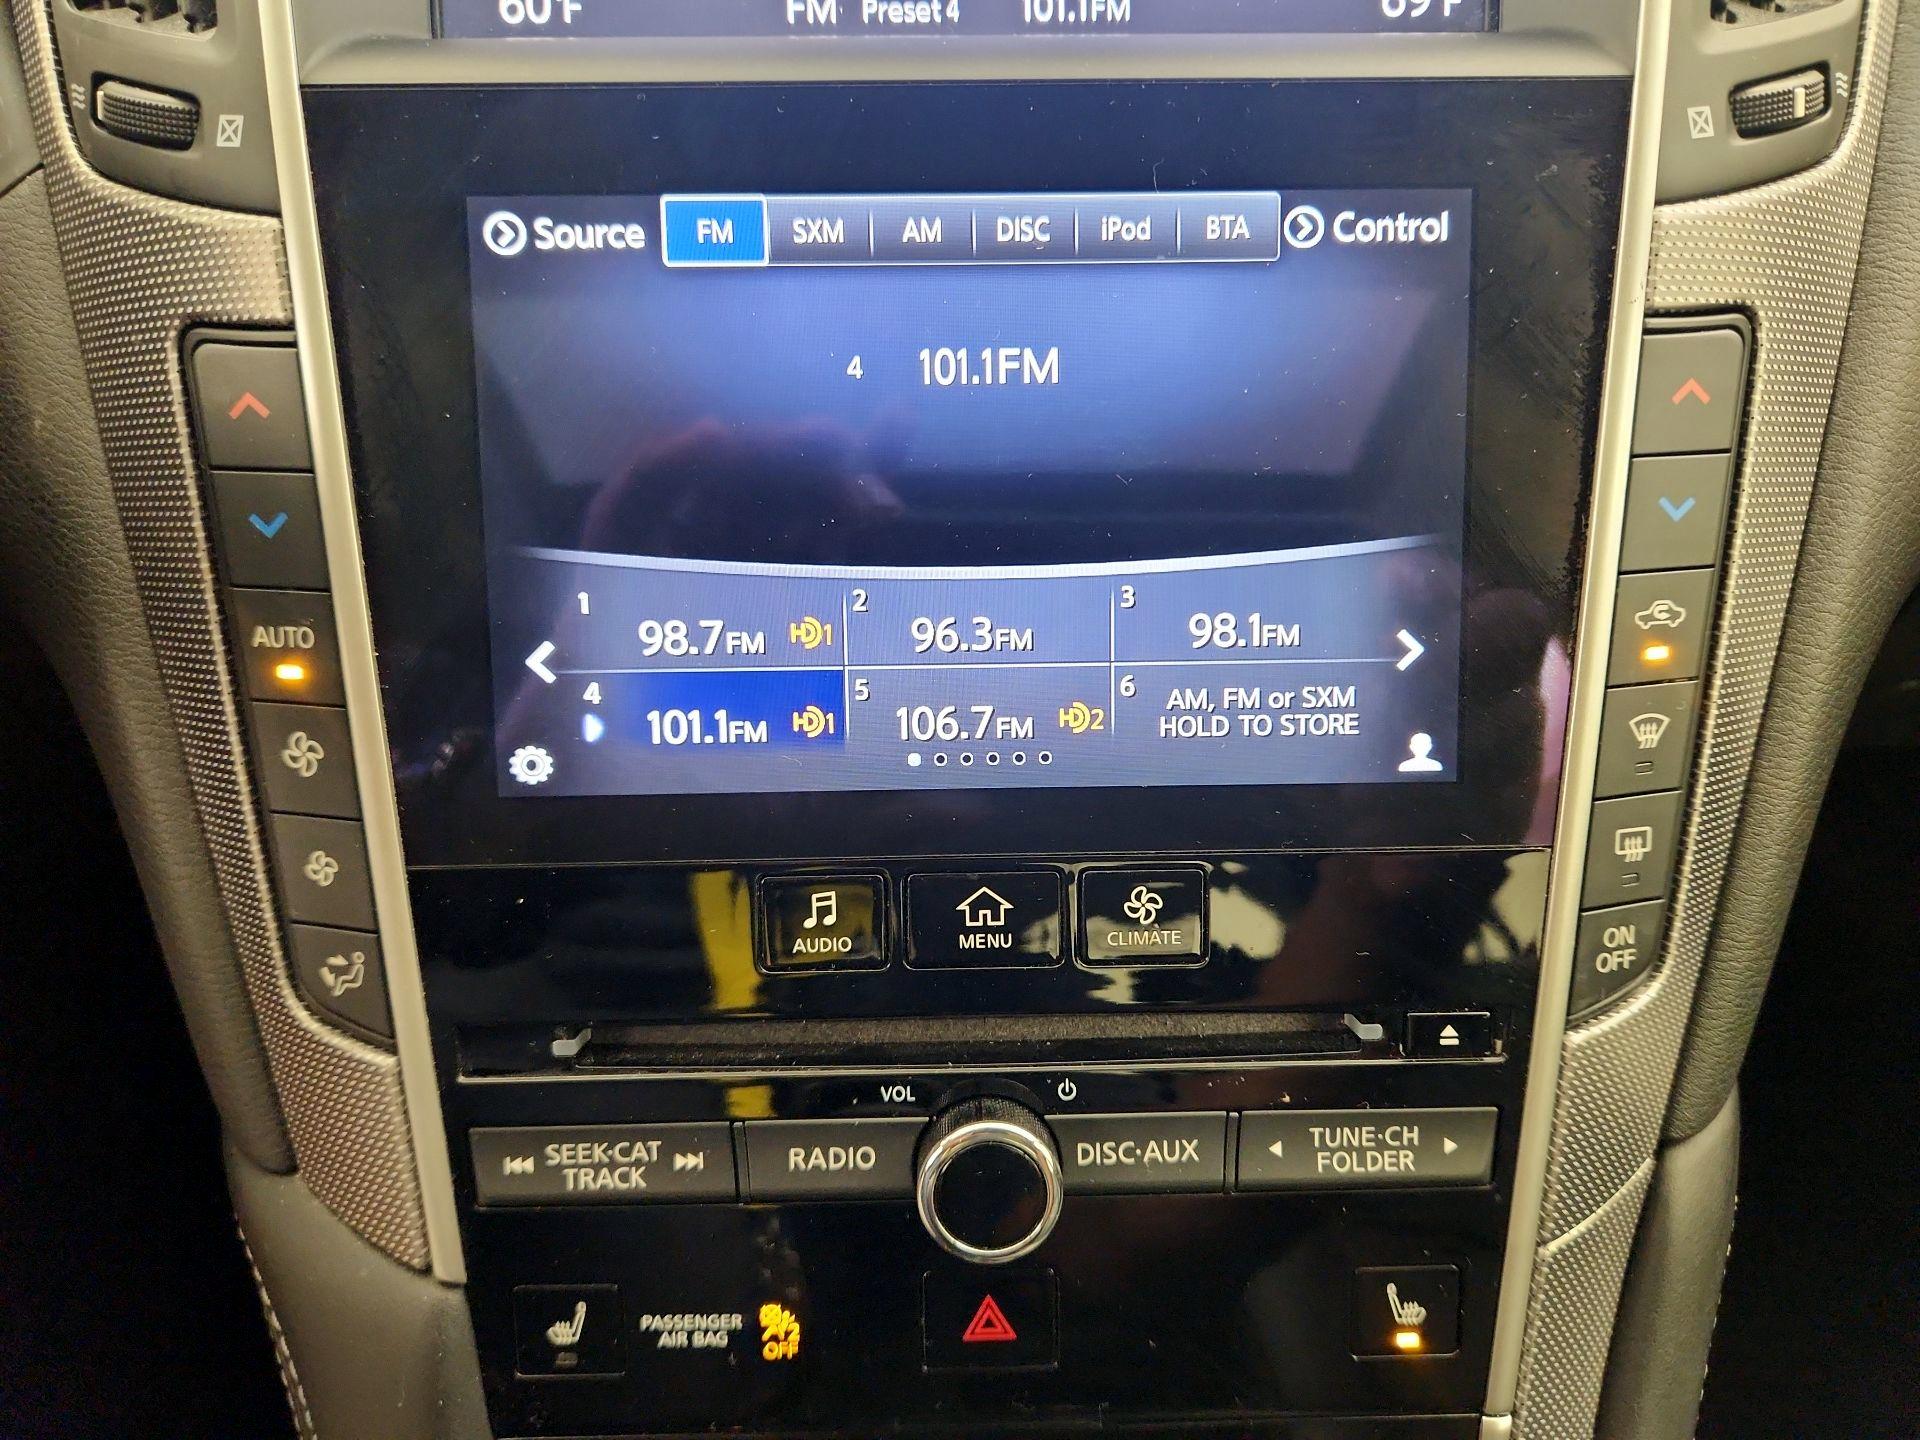 60°F FM Preset 4 101.1FM 69°F
Source FM SXM AM DISC iPod BTA Control
4 101.1FM
1 98.7FM HD1 2 96.3FM 3 98.1FM
4 101.1FM HD1 5 106.7FM HD2 6 AM, FM or SXM
HOLD TO STORE
AUTO
ON
OFF
AUDIO MENU CLIMATE
VOL
SEEK·CAT
TRACK
RADIO
DISC·AUX
TUNE·CH
FOLDER
PASSENGER
AIR BAG
2
OFF